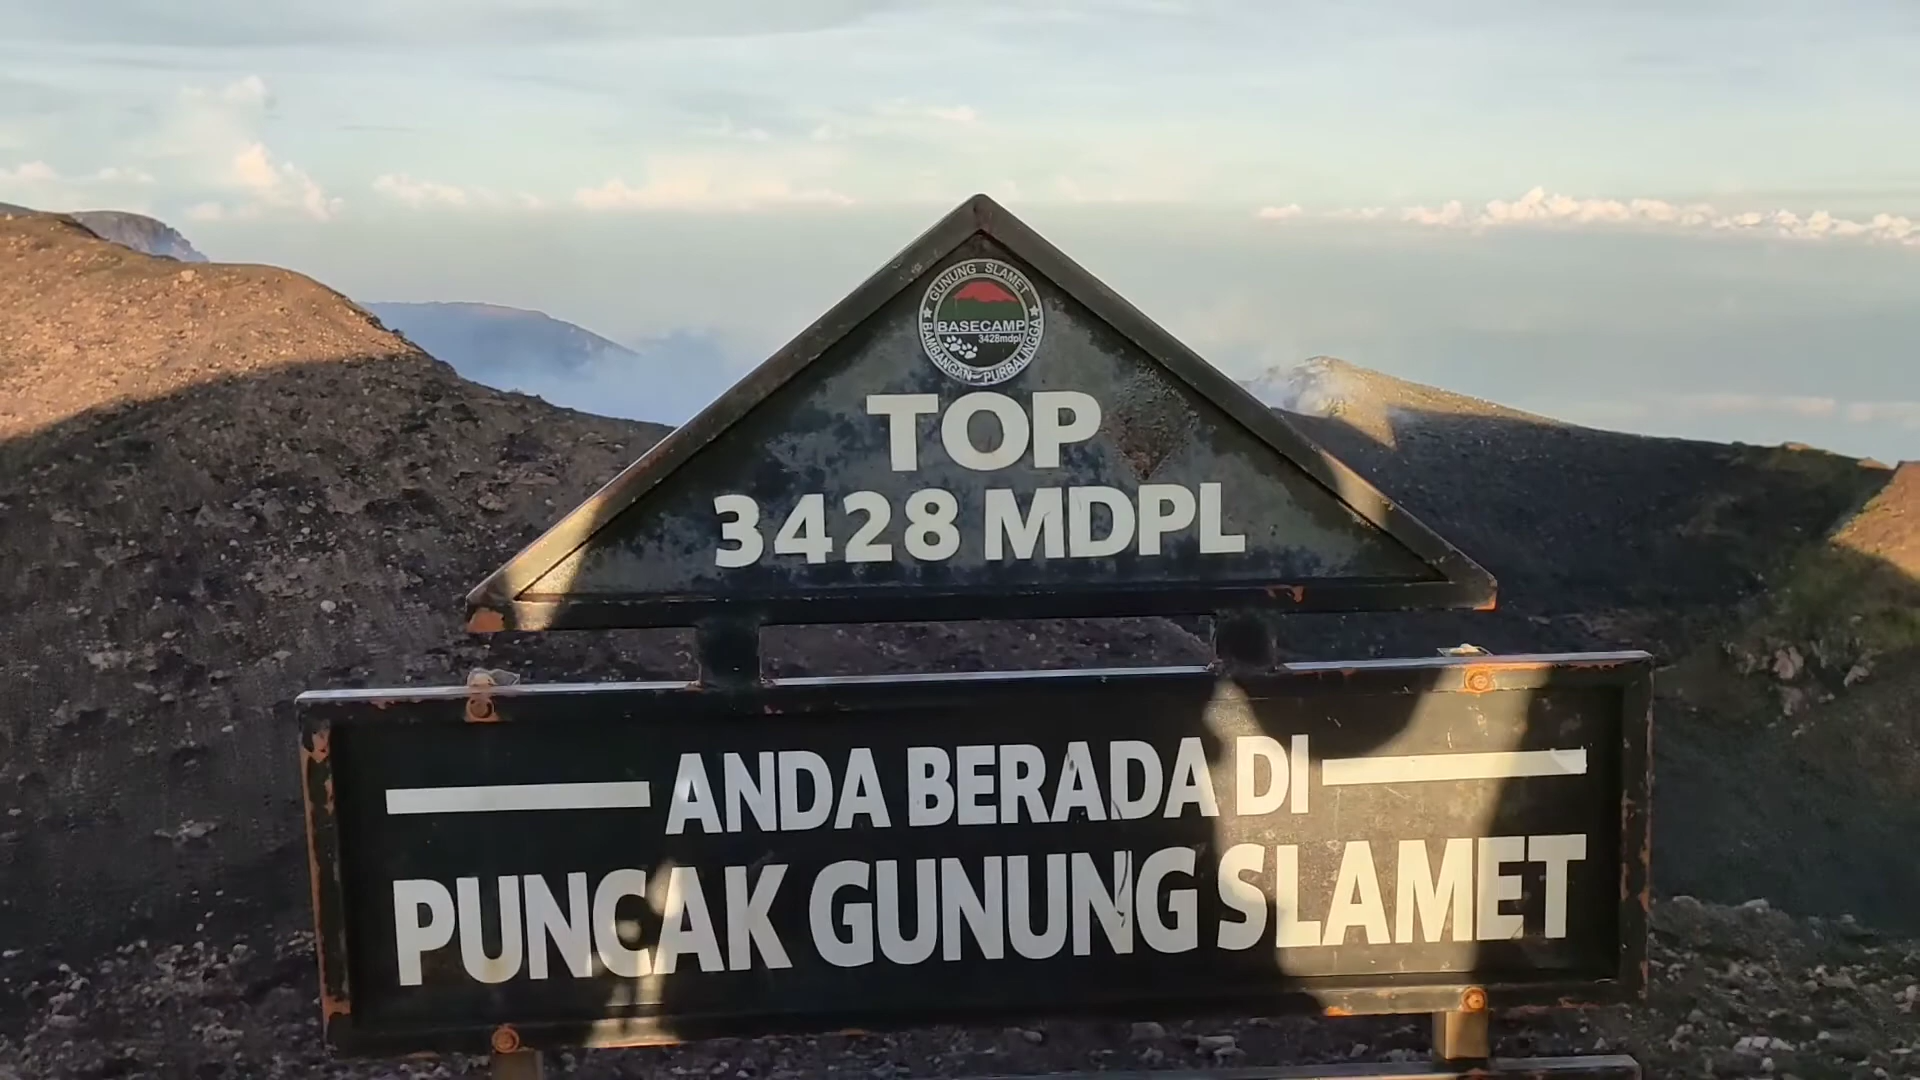 GUNUNG SLAMET
BASECAMP
3428mdpl
BAMBANGAN - PURBALINGGA
TOP
3428 MDPL
ANDA BERADA DI
PUNCAK GUNUNG SLAMET